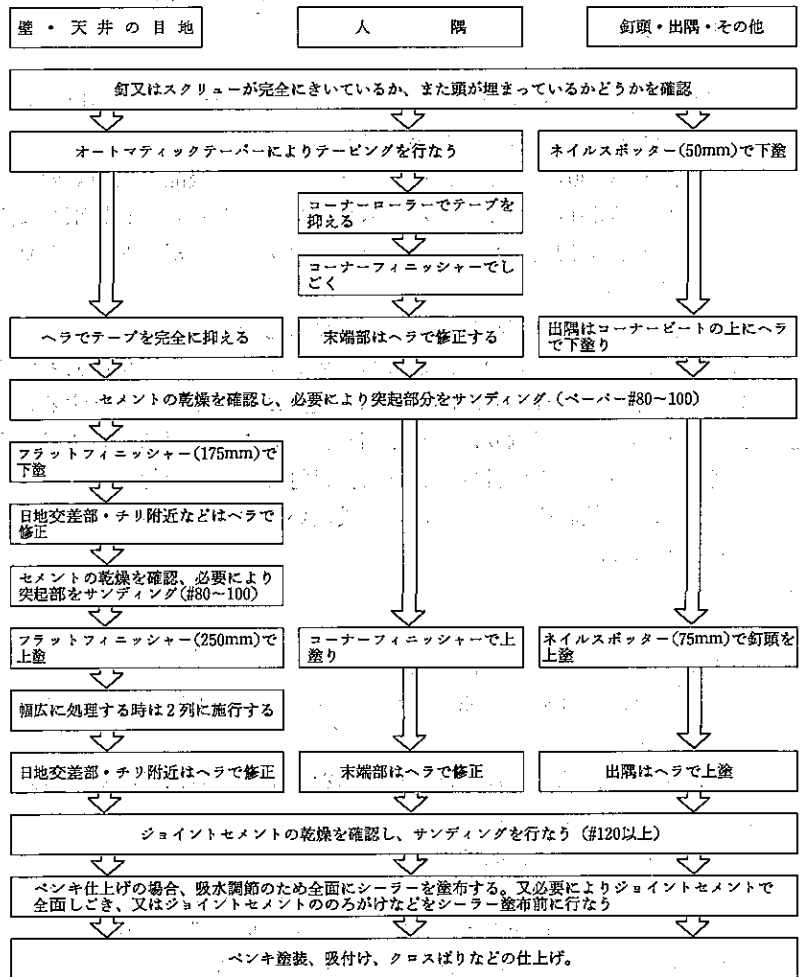 壁・天井の目地
人隅
釘頭・出隅・その他
釘又はスクリューが完全にきいているか、また頭が埋まっているかどうかを確認
オートマティックテーパーによりテーピングを行なう
ネイルスポッター(50mm)で下塗
コーナーローラーでテープを
抑える
コーナーフィニッシャーでし
ごく
ヘラでテープを完全に抑える
末端部はヘラで修正する
出隅はコーナービートの上にヘラ
で下塗り
セメントの乾燥を確認し、必要により突起部分をサンディング(ペーパー#80～100)
フラットフィニッシャー(175mm)で
下塗
目地交差部・チリ附近などはヘラで
修正
セメントの乾燥を確認、必要により
突起部をサンディング(#80～100)
フラットフィニッシャー(250mm)で
上塗
コーナーフィニッシャーで上
塗り
ネイルスポッター(75mm)で釘頭を
上塗
幅広に処理する時は2列に施行する
目地交差部・チリ附近はヘラで修正
末端部はヘラで修正
出隅はヘラで上塗
ジョイントセメントの乾燥を確認し、サンディングを行なう(#120以上)
ペンキ仕上げの場合、吸水調節のため全面にシーラーを塗布する。又必要によりジョイントセメントで
全面しごき、又はジョイントセメントののろがけなどをシーラー塗布前に行なう
ペンキ塗装、吸付け、クロスばりなどの仕上げ。